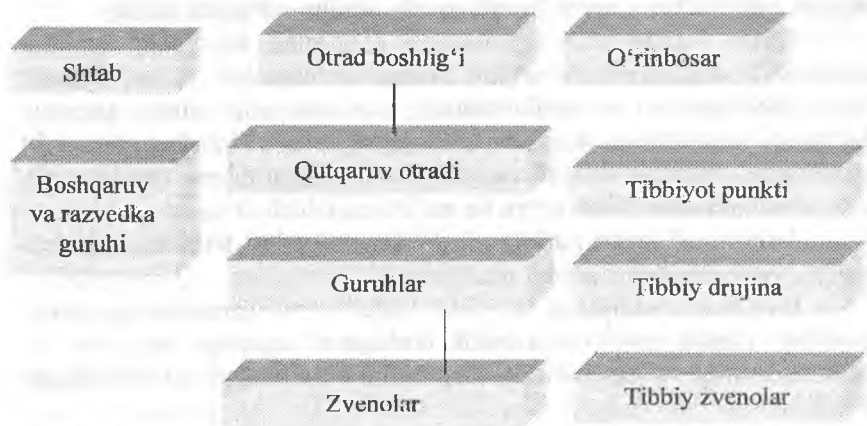 Shtab
Otrad boshlig‘i
O‘rinbosar
Boshqaruv
va razvedka
guruhi
Qutqaruv otradi
Tibbiyot punkti
Guruhlar
Tibbiy drujina
Zvenolar
Tibbiy zvenolar